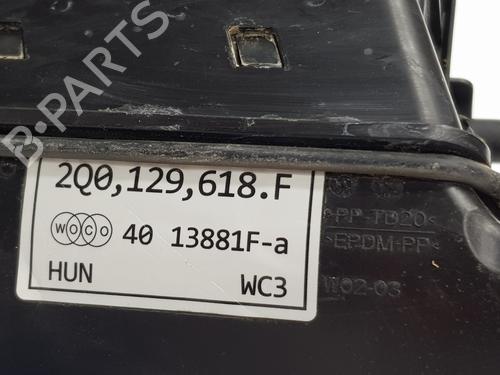 B-PARTS
2Q0,129,618.F
WOCO 40 13881F-a
HUN WC3
>PP-TD20<
>EPDM-PP<
W02-03